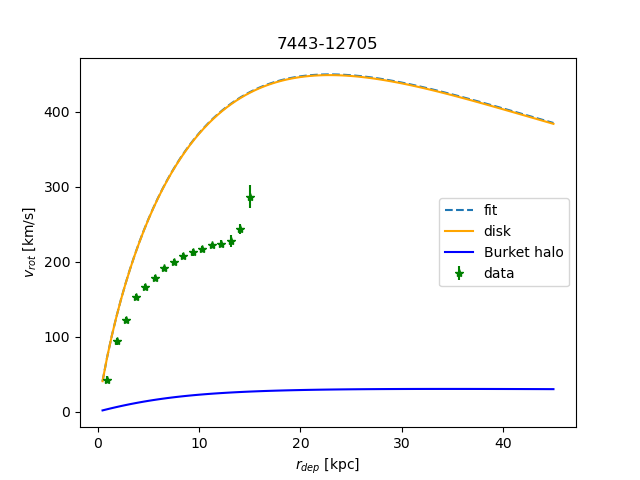 7443-12705
400
300
200
100
0
v_rot [km/s]
fit
disk
Burket halo
data
0 10 20 30 40
r_dep [kpc]